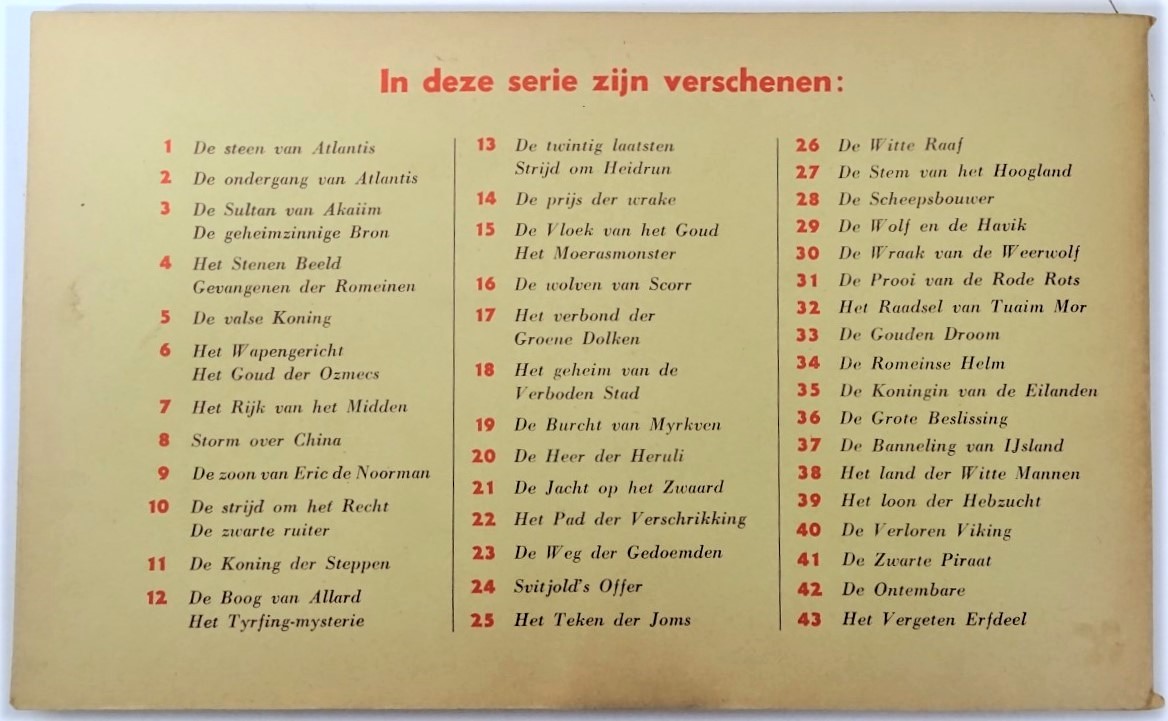 In deze serie zijn verschenen:
1 De steen van Atlantis
2 De ondergang van Atlantis
3 De Sultan van Akaiim
De geheimzinnige Bron
4 Het Stenen Beeld
Gevangenen der Romeinen
5 De valse Koning
6 Het Wapengericht
Het Goud der Ozmecs
7 Het Rijk van het Midden
8 Storm over China
9 De zoon van Eric de Noorman
10 De strijd om het Recht
De zwarte ruiter
11 De Koning der Steppen
12 De Boog van Allard
Het Tyrfing-mysterie
13 De twintig laatsten
Strijd om Heidrun
14 De prijs der wrake
15 De Vloek van het Goud
Het Moerasmonster
16 De wolven van Scorr
17 Het verbond der
Groene Dolken
18 Het geheim van de
Verboden Stad
19 De Burcht van Myrkven
20 De Heer der Heruli
21 De Jacht op het Zwaard
22 Het Pad der Verschrikking
23 De Weg der Gedoemden
24 Svitjold's Offer
25 Het Teken der Joms
26 De Witte Raaf
27 De Stem van het Hoogland
28 De Scheepsbouwer
29 De Wolf en de Havik
30 De Wraak van de Weerwolf
31 De Prooi van de Rode Rots
32 Het Raadsel van Tuaim Mor
33 De Gouden Droom
34 De Romeinse Helm
35 De Koningin van de Eilanden
36 De Grote Beslissing
37 De Banneling van IJsland
38 Het land der Witte Mannen
39 Het loon der Hebzucht
40 De Verloren Viking
41 De Zwarte Piraat
42 De Ontembare
43 Het Vergeten Erfdeel